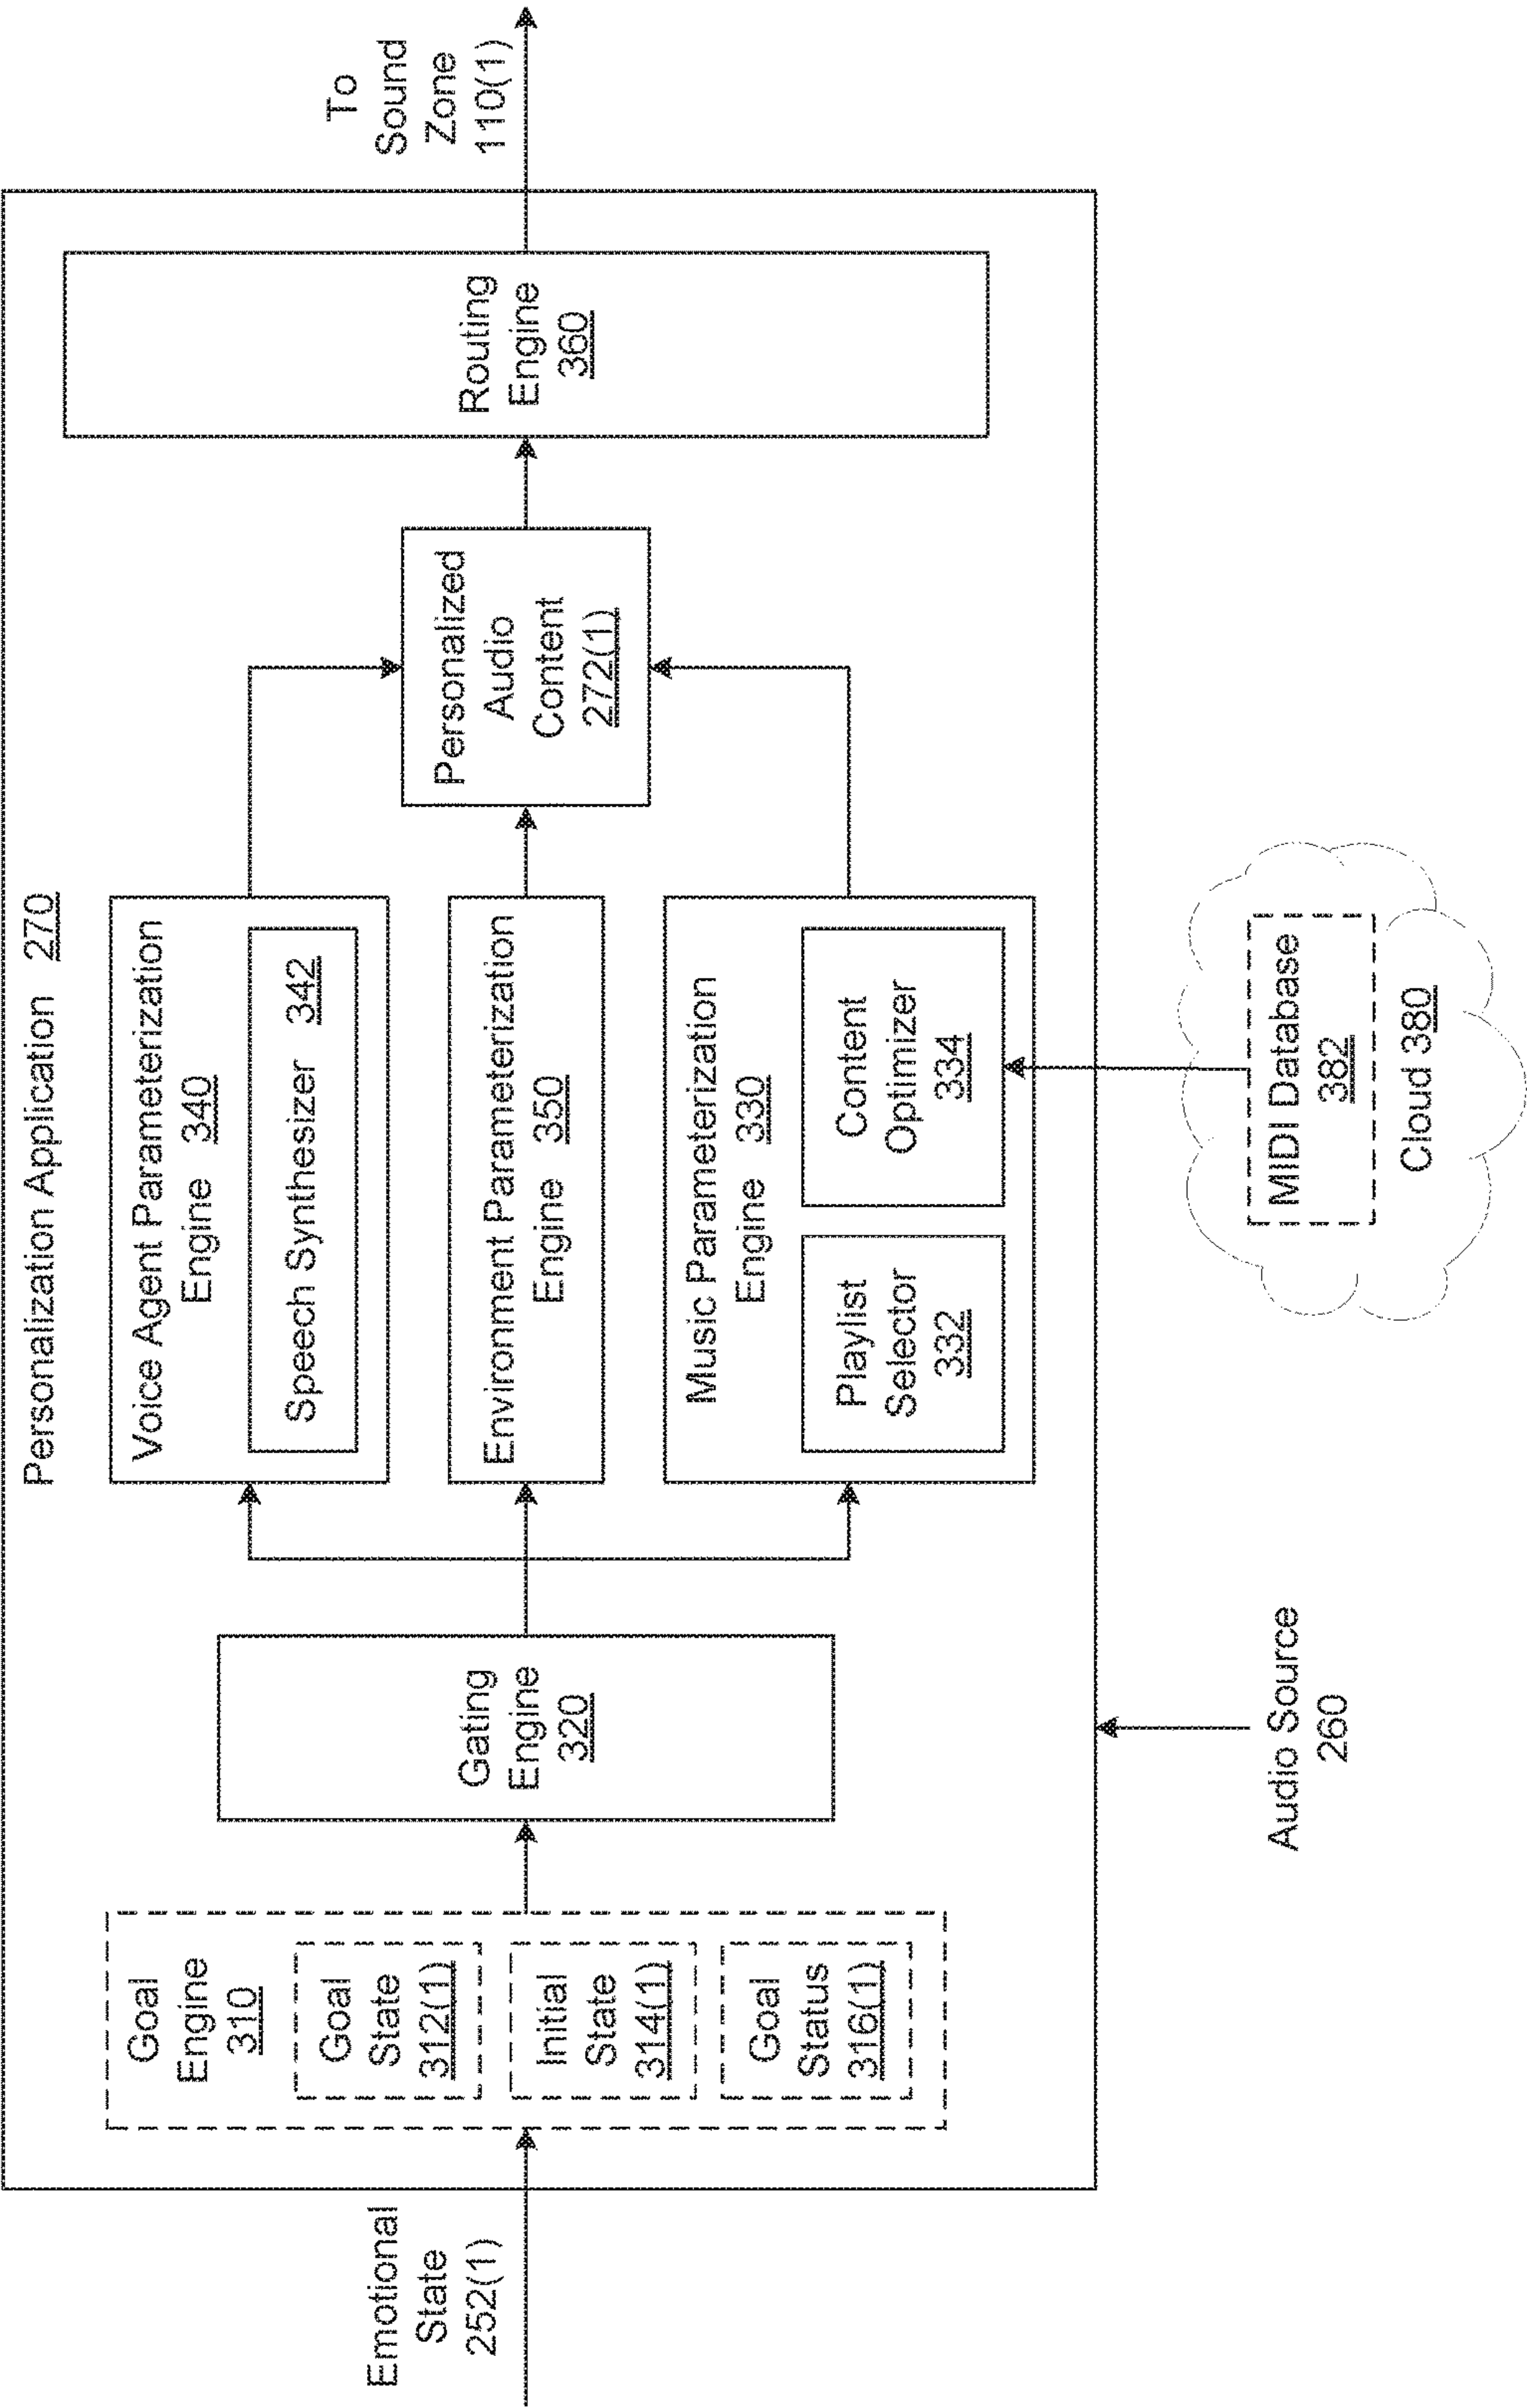 Personalization Application 270
Emotional
State
252(1)
Goal
Engine
310
Goal
State
312(1)
Initial
State
314(1)
Goal
Status
316(1)
Gating
Engine
320
Voice Agent Parameterization
Engine 340
Speech Synthesizer 342
Environment Parameterization
Engine 350
Music Parameterization
Engine 330
Playlist
Selector
332
Content
Optimizer
334
Personalized
Audio
Content
272(1)
Routing
Engine
360
To
Sound
Zone
110(1)
Audio Source
260
MIDI Database
382
Cloud 380